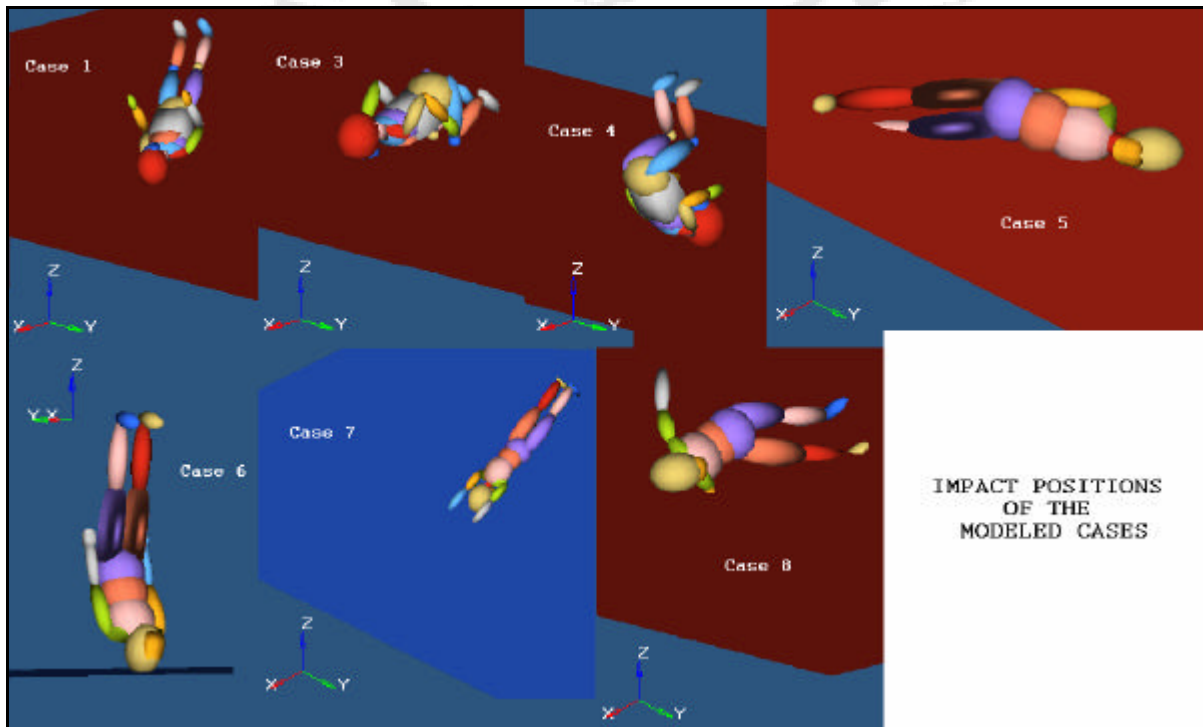 Case 1
Case 3
Case 4
Case 5
Z
X Y
Z
X Y
Z
X Y
Z
X Y
Z
Y X
Case 6
Case 7
Z
X Y
Case 8
Z
X Y
IMPACT POSITIONS
OF THE
MODELED CASES